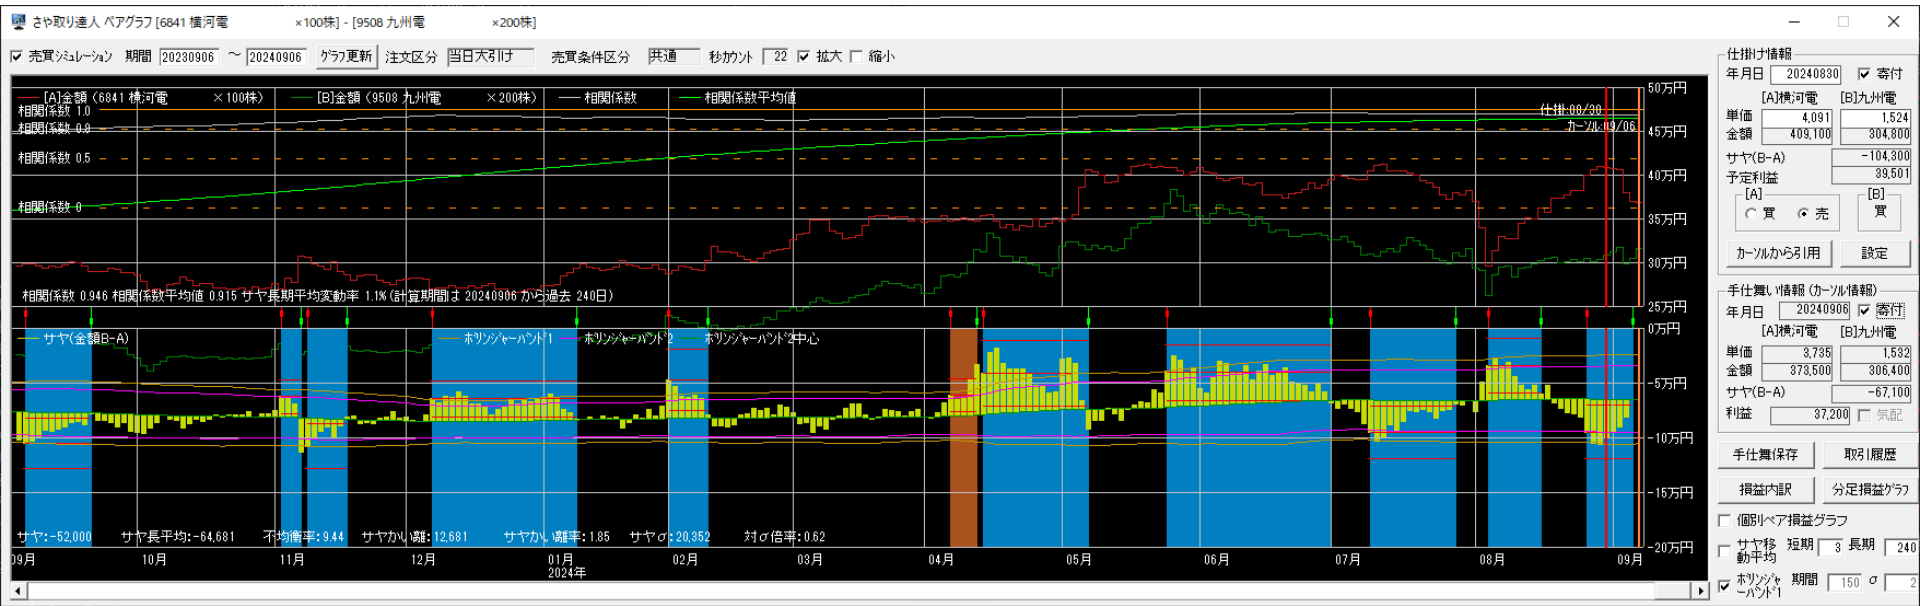 さや取り達人 ペアグラフ [6841 横河電 ×100株] - [9508 九州電 ×200株]
売買シミュレーション 期間 20230906 ～ 20240906 グラフ更新 注文区分 当日大引け 売買条件区分 共通 秒カウント 22 拡大 縮小
[A]金額 (6841 横河電 ×100株) [B]金額 (9508 九州電 ×200株) 相関係数 相関係数平均値
相関係数 1.0
相関係数 0.8
相関係数 0.5
相関係数 0
仕掛:08/30
カーソル:09/06
50万円
45万円
40万円
35万円
30万円
25万円
相関係数 0.946 相関係数平均値 0.915 サヤ長期平均変動率 1.1% (計算期間は 20240906 から過去 240日)
サヤ(金額B-A) ボリンジャーバンド1 ボリンジャーバンド2 ボリンジャーバンド2中心
0万円
-5万円
-10万円
-15万円
-20万円
サヤ:-52,000 サヤ長平均:-64,681 不均衡率:9.44 サヤかい離:12,681 サヤかい離率:1.85 サヤσ:20,352 対σ倍率:0.62
09月 10月 11月 12月 01月 02月 03月 04月 05月 06月 07月 08月 09月
2024年
仕掛け情報
年月日 20240830 寄付
[A]横河電 [B]九州電
単価 4,091 1,524
金額 409,100 304,800
サヤ(B-A) -104,300
予定利益 39,501
[A] [B]
買 売 買
カーソルから引用 設定
手仕舞い情報 (カーソル情報)
年月日 20240906 寄付
[A]横河電 [B]九州電
単価 3,735 1,532
金額 373,500 306,400
サヤ(B-A) -67,100
利益 37,200 気配
手仕舞保存 取引履歴
損益内訳 分足損益グラフ
個別ペア損益グラフ
サヤ移動平均 短期 3 長期 240
ボリンジャーバンド1 期間 150 σ 2